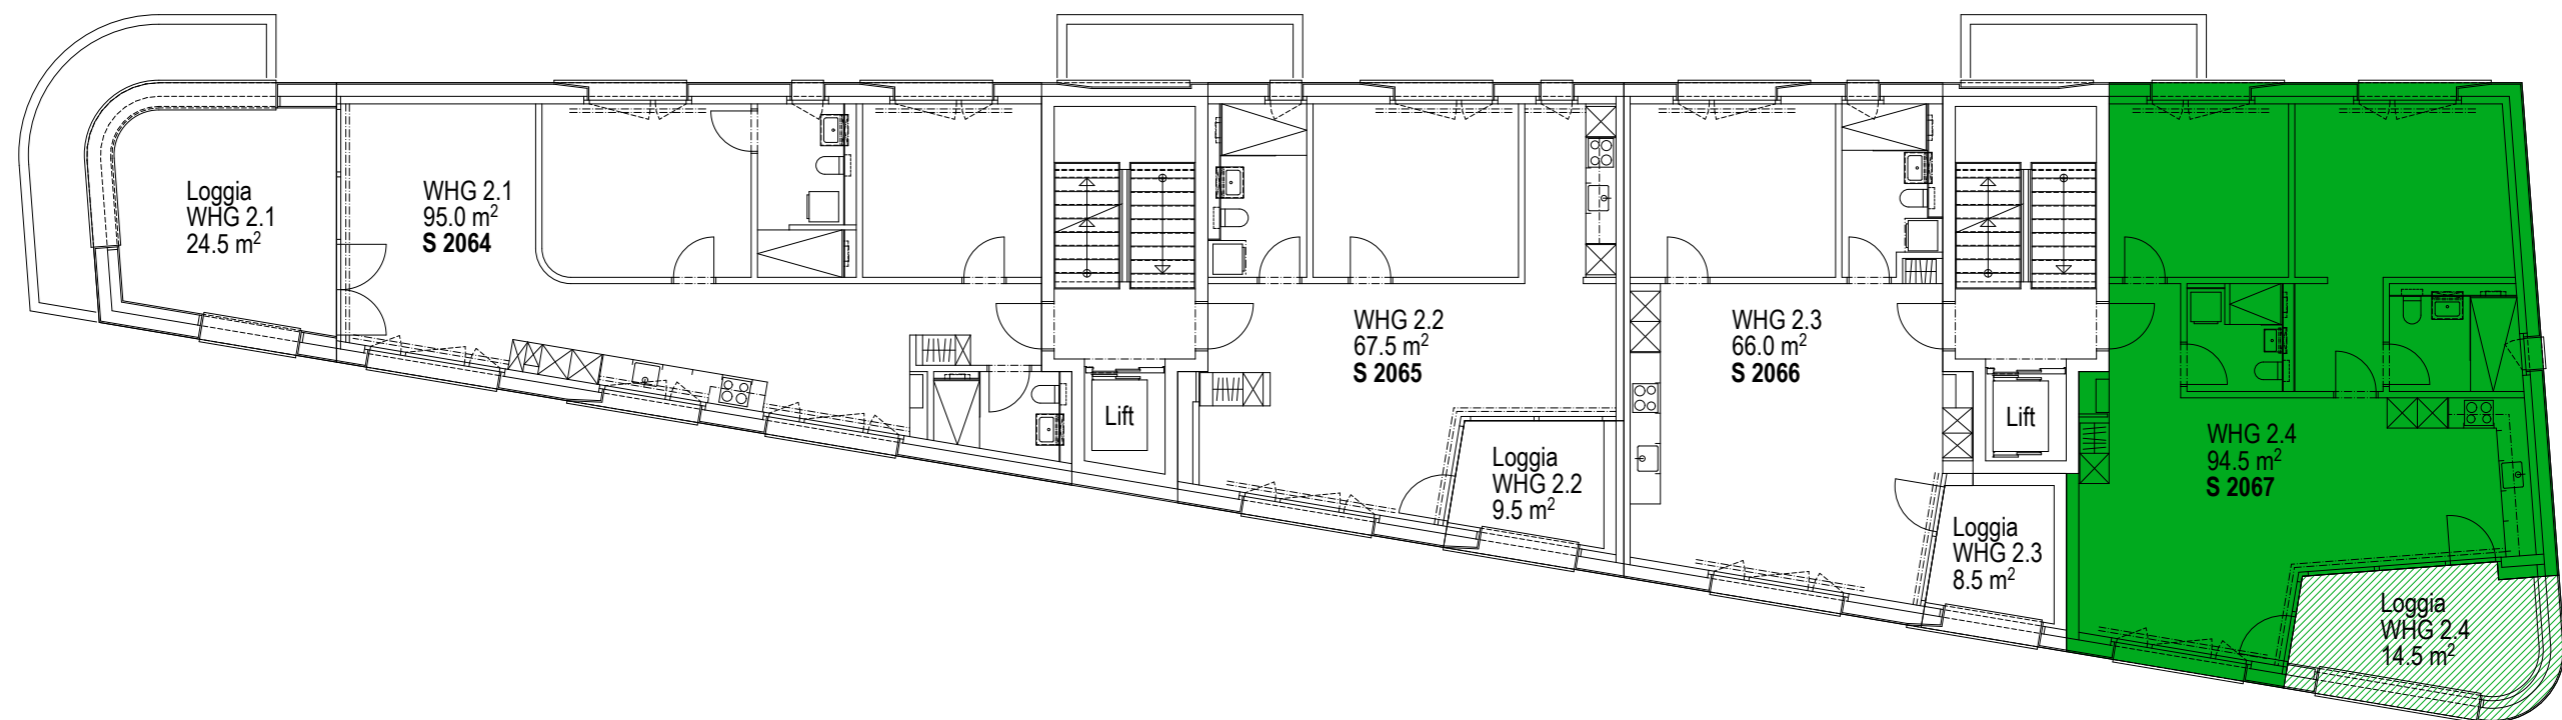 Loggia
WHG 2.1
24.5 m²
WHG 2.1
95.0 m²
S 2064
Lift
WHG 2.2
67.5 m²
S 2065
Loggia
WHG 2.2
9.5 m²
WHG 2.3
66.0 m²
S 2066
Loggia
WHG 2.3
8.5 m²
Lift
WHG 2.4
94.5 m²
S 2067
Loggia
WHG 2.4
14.5 m²